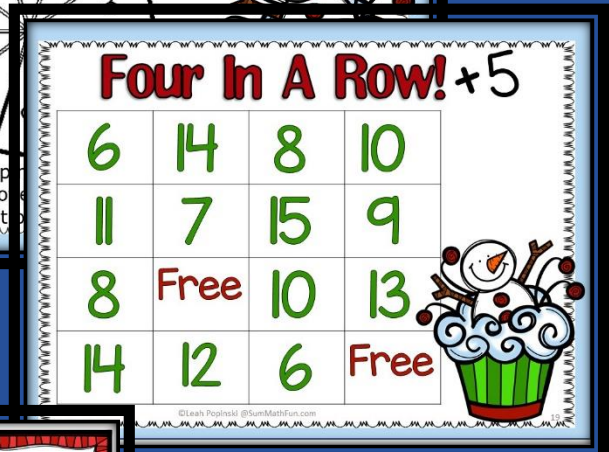 Four In A Row! +5
6 14 8 10
11 7 15 9
8 Free 10 13
14 12 6 Free
©Leah Popinski @SumMathFun.com
19